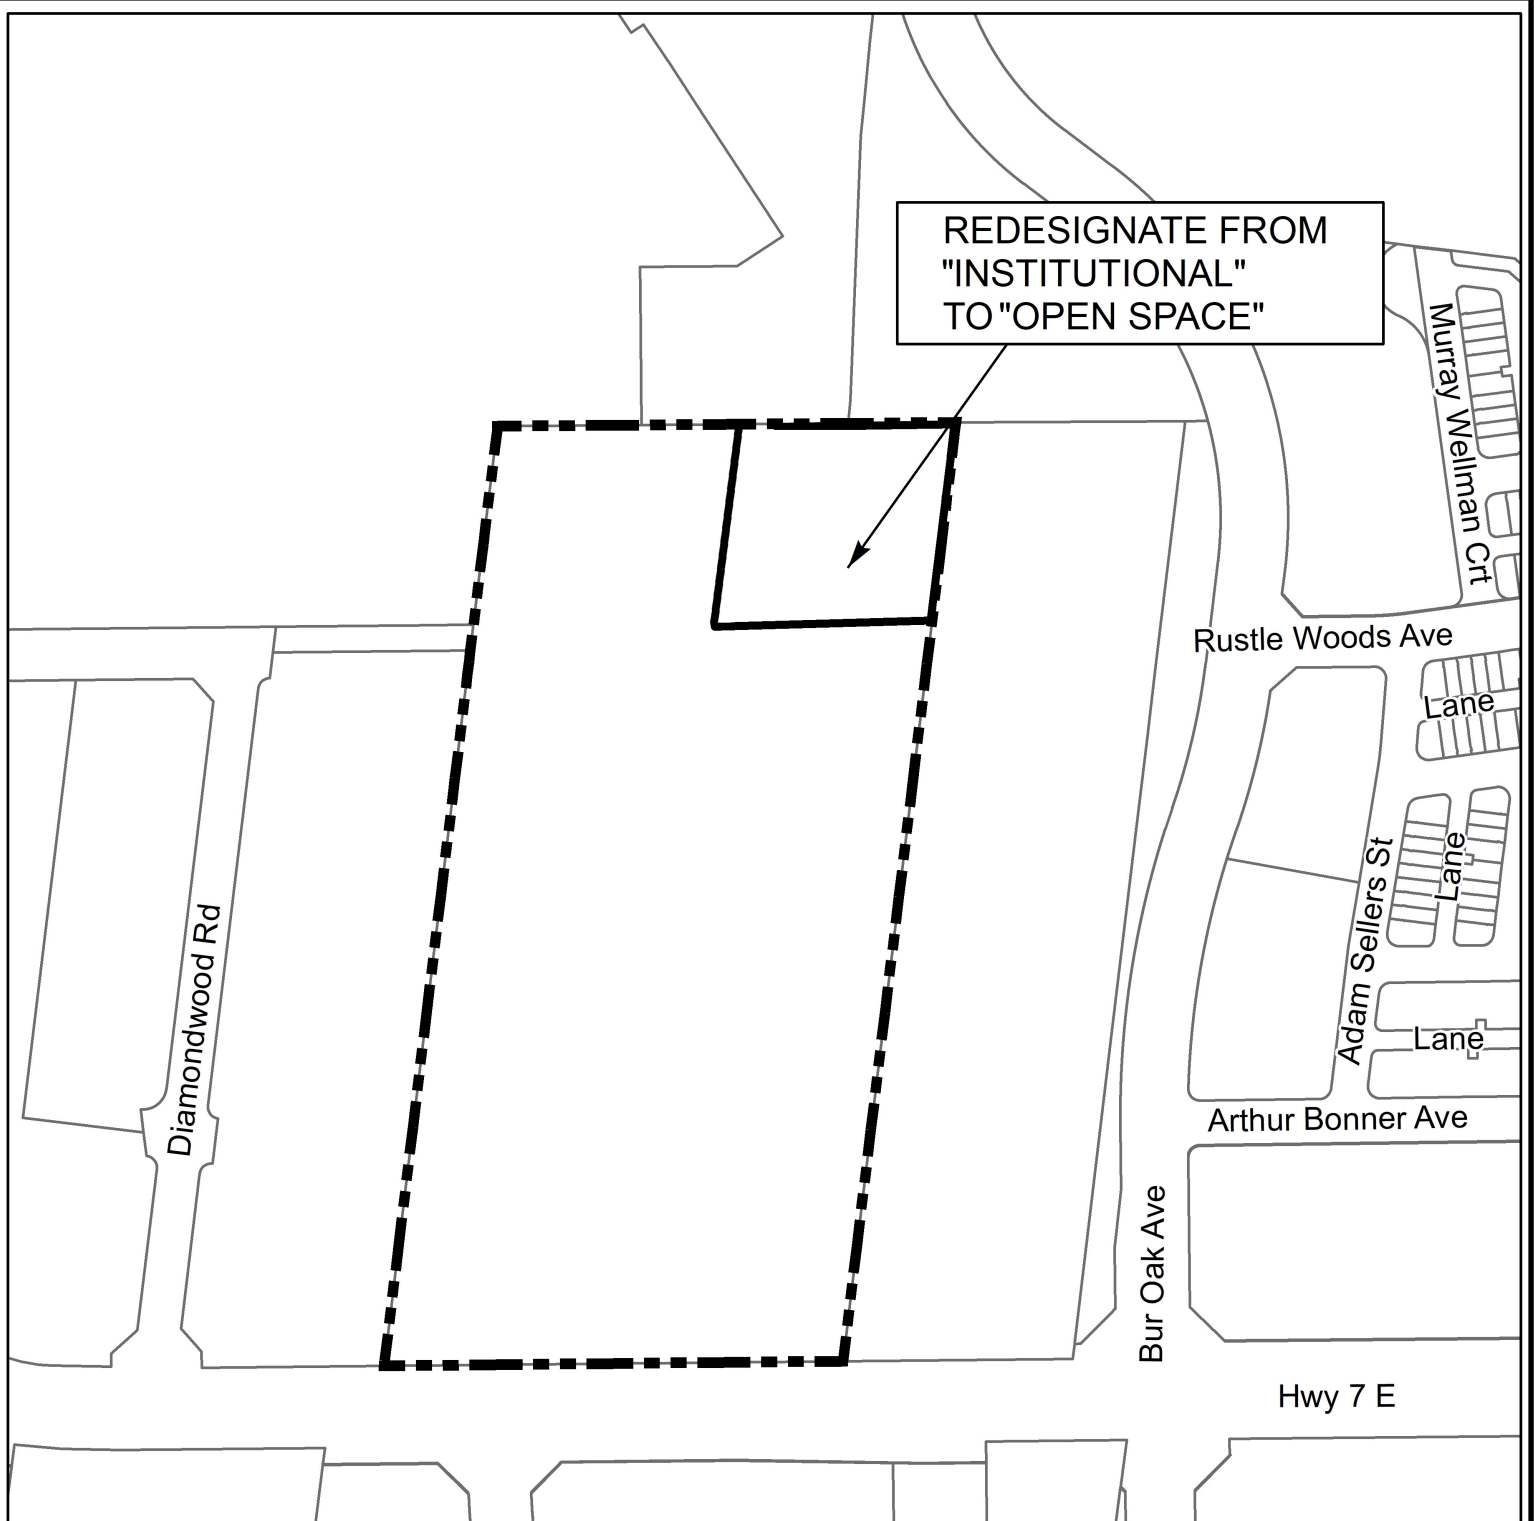 REDESIGNATE FROM
"INSTITUTIONAL"
TO "OPEN SPACE"
Murray Wellman Crt
Rustle Woods Ave
Lane
Lane
Adam Sellers St
Diamondwood Rd
Lane
Arthur Bonner Ave
Bur Oak Ave
Hwy 7 E